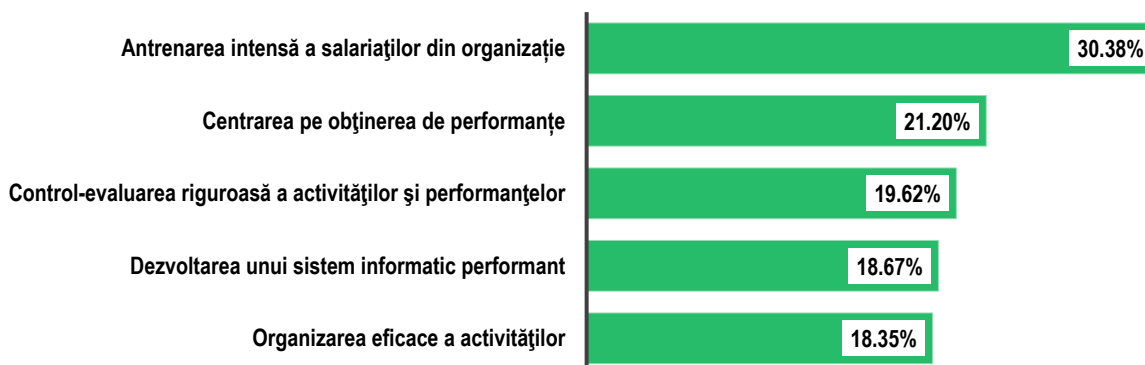 Antrenarea intensă a salariaţilor din organizație
30.38%
Centrarea pe obţinerea de performanțe
21.20%
Control-evaluarea riguroasă a activităţilor şi performanţelor
19.62%
Dezvoltarea unui sistem informatic performant
18.67%
Organizarea eficace a activităţilor
18.35%